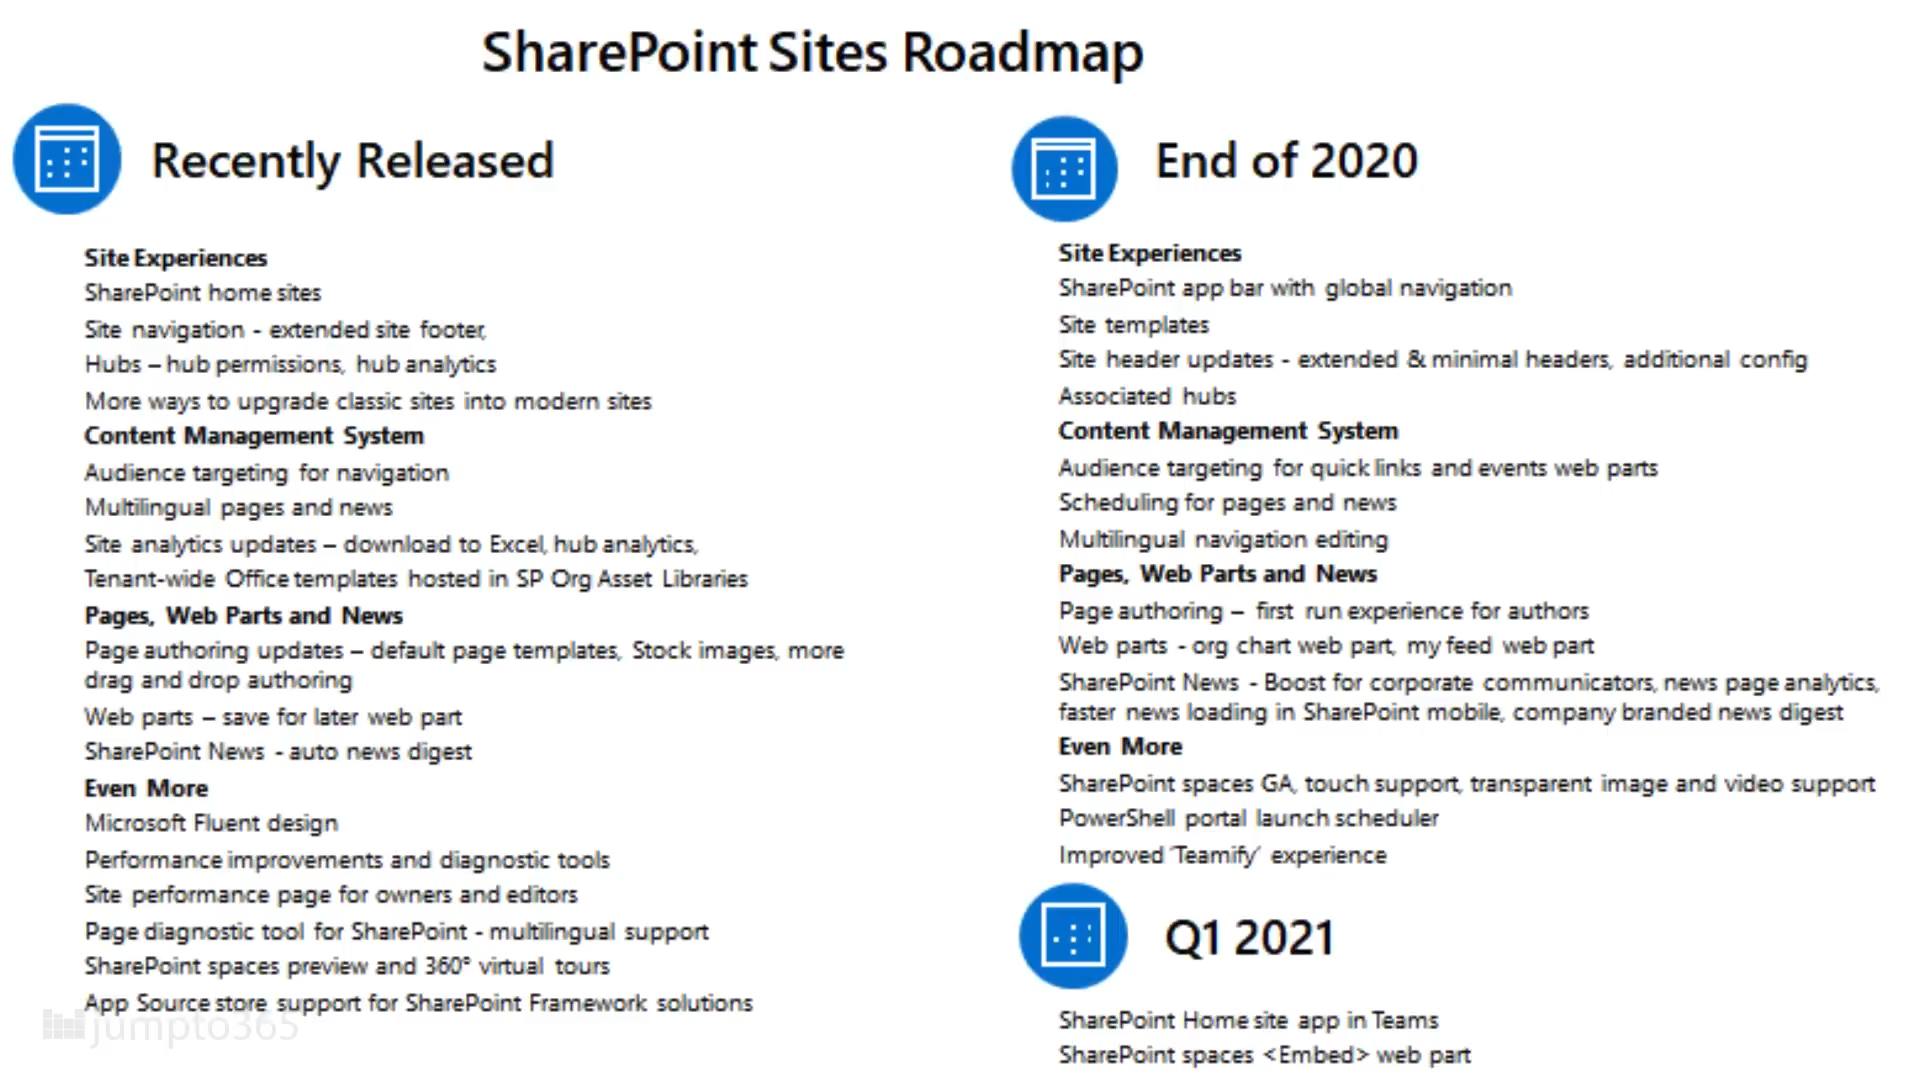 SharePoint Sites Roadmap
Recently Released
Site Experiences
SharePoint home sites
Site navigation - extended site footer,
Hubs – hub permissions, hub analytics
More ways to upgrade classic sites into modern sites
Content Management System
Audience targeting for navigation
Multilingual pages and news
Site analytics updates – download to Excel, hub analytics,
Tenant-wide Office templates hosted in SP Org Asset Libraries
Pages, Web Parts and News
Page authoring updates – default page templates, Stock images, more
drag and drop authoring
Web parts – save for later web part
SharePoint News - auto news digest
Even More
Microsoft Fluent design
Performance improvements and diagnostic tools
Site performance page for owners and editors
Page diagnostic tool for SharePoint - multilingual support
SharePoint spaces preview and 360° virtual tours
App Source store support for SharePoint Framework solutions
jumpto365
End of 2020
Site Experiences
SharePoint app bar with global navigation
Site templates
Site header updates - extended & minimal headers, additional config
Associated hubs
Content Management System
Audience targeting for quick links and events web parts
Scheduling for pages and news
Multilingual navigation editing
Pages, Web Parts and News
Page authoring – first run experience for authors
Web parts - org chart web part, my feed web part
SharePoint News - Boost for corporate communicators, news page analytics,
faster news loading in SharePoint mobile, company branded news digest
Even More
SharePoint spaces GA, touch support, transparent image and video support
PowerShell portal launch scheduler
Improved ‘Teamify’ experience
Q1 2021
SharePoint Home site app in Teams
SharePoint spaces <Embed> web part